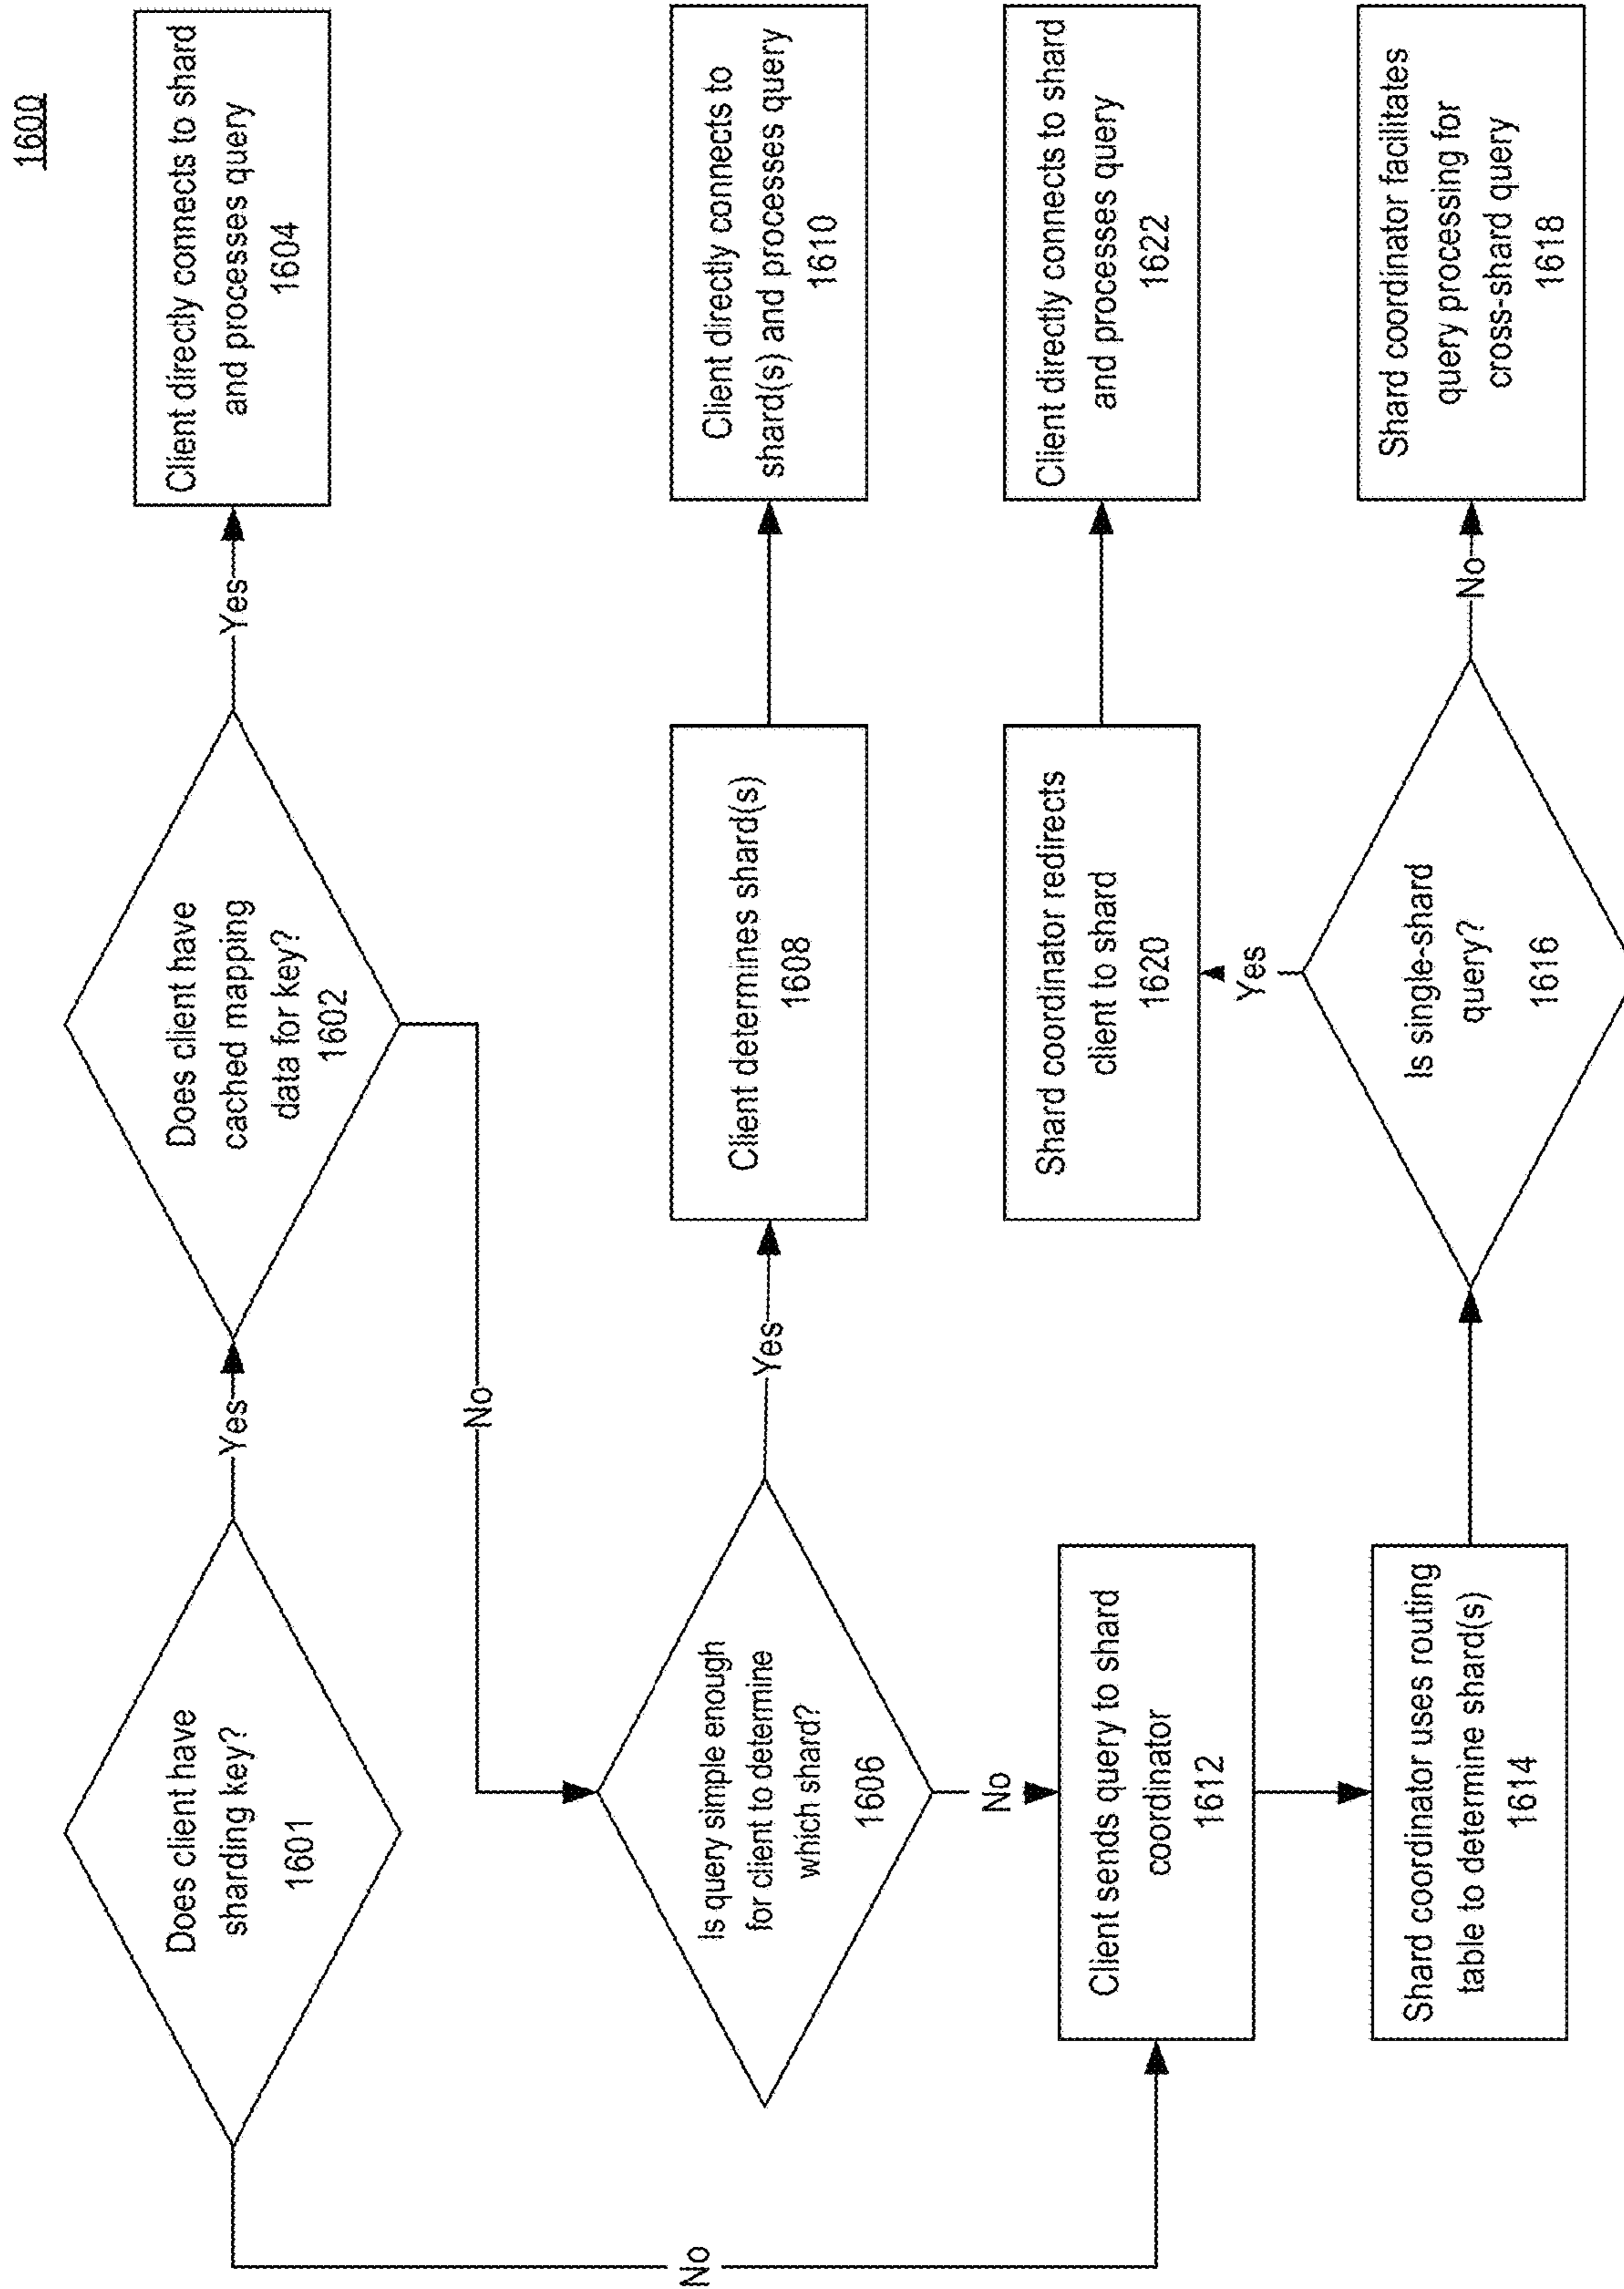 1600
Does client have
sharding key?
1601
Yes
Does client have
cached mapping
data for key?
1602
Yes
Client directly connects to shard
and processes query
1604
No
No
Is query simple enough
for client to determine
which shard?
1606
Yes
Client determines shard(s)
1608
Client directly connects to
shard(s) and processes query
1610
No
Client sends query to shard
coordinator
1612
Shard coordinator redirects
client to shard
1620
Client directly connects to shard
and processes query
1622
Yes
Shard coordinator uses routing
table to determine shard(s)
1614
Is single-shard
query?
1616
No
Shard coordinator facilitates
query processing for
cross-shard query
1618